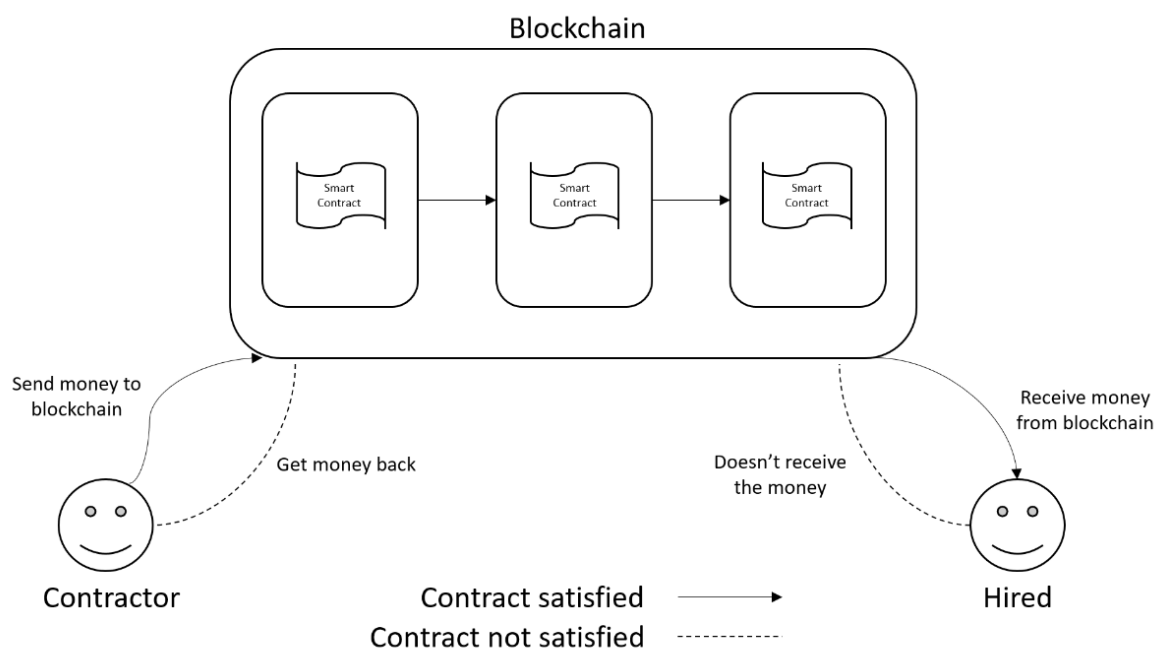 Blockchain
Smart
Contract
Smart
Contract
Smart
Contract
Send money to
blockchain
Receive money
from blockchain
Get money back
Doesn’t receive
the money
Contractor
Hired
Contract satisfied
Contract not satisfied